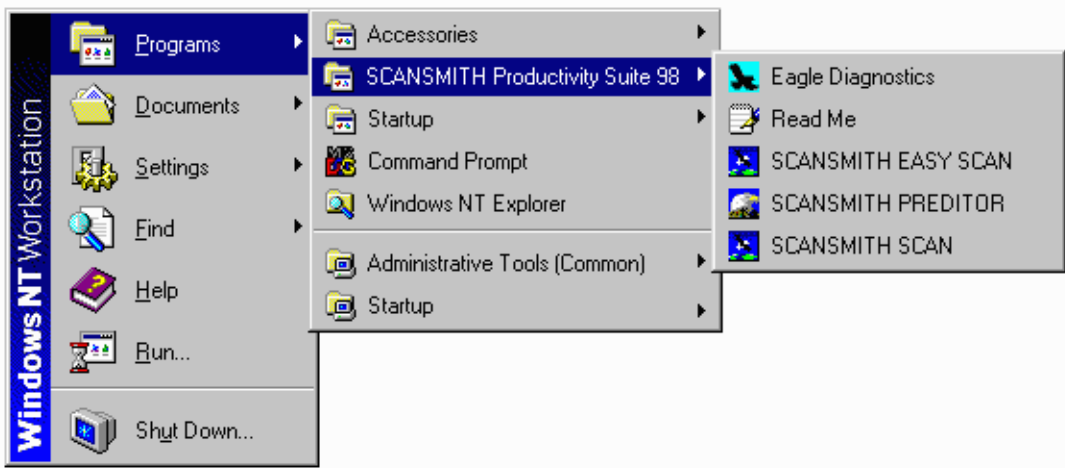 Windows NT Workstation
Programs
Documents
Settings
Find
Help
Run...
Shut Down...
Accessories
SCANSMITH Productivity Suite 98
Startup
Command Prompt
Windows NT Explorer
Administrative Tools (Common)
Startup
Eagle Diagnostics
Read Me
SCANSMITH EASY SCAN
SCANSMITH PREDITOR
SCANSMITH SCAN